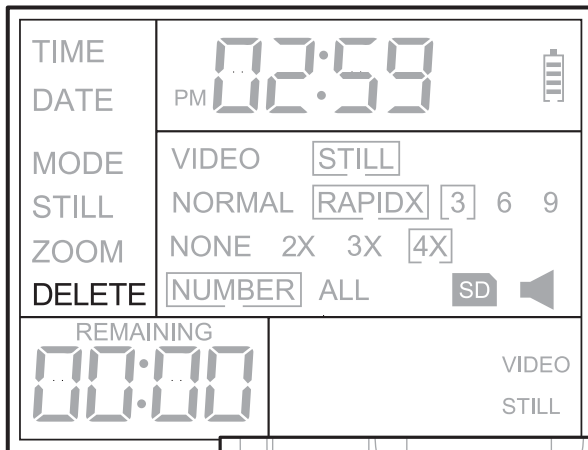 TIME
DATE
PM 02:59
MODE VIDEO STILL
STILL NORMAL RAPIDX 3 6 9
ZOOM NONE 2X 3X 4X
DELETE NUMBER ALL SD
REMAINING
00:00
VIDEO
STILL